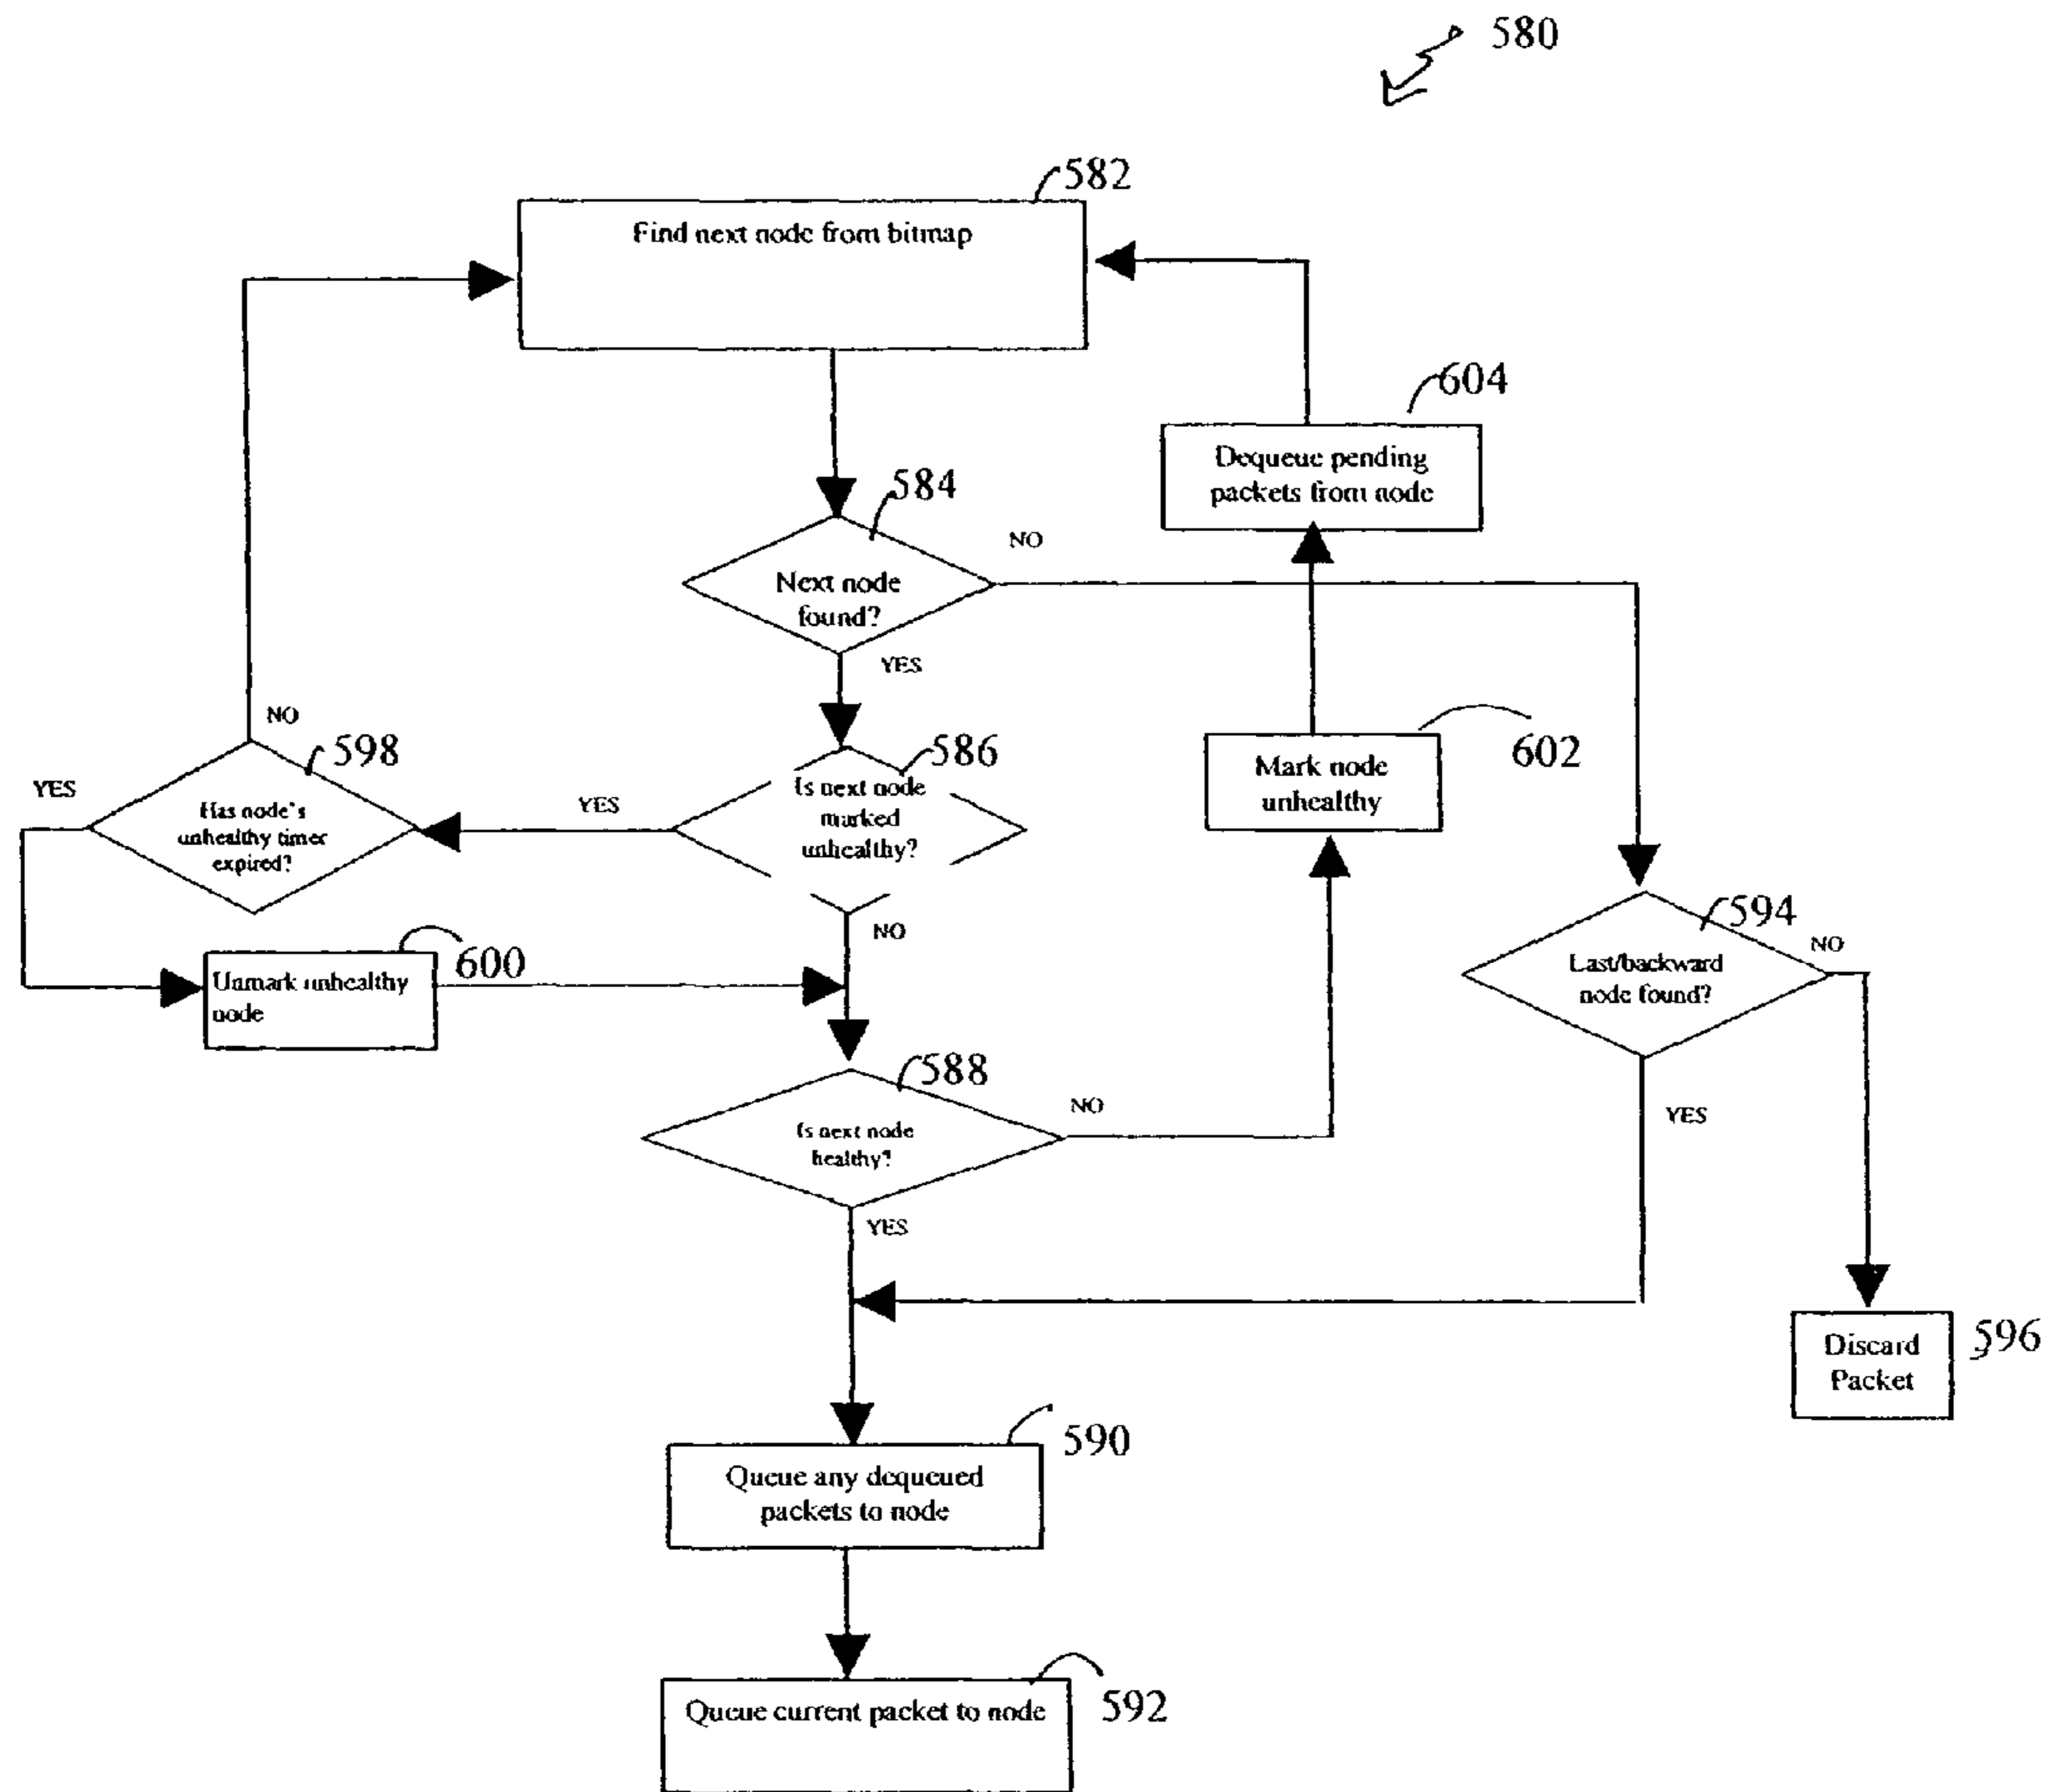 580
582
Find next node from bitmap
604
Dequeue pending
packets from node
584
NO
Next node
found?
YES
NO
598
YES
Has node's
unhealthy timer
expired?
YES
586
Is next node
marked
unhealthy?
NO
602
Mark node
unhealthy
594
NO
Last/backward
node found?
YES
600
Unmark unhealthy
node
588
NO
Is next node
healthy?
YES
596
Discard
Packet
590
Queue any dequeued
packets to node
592
Queue current packet to node